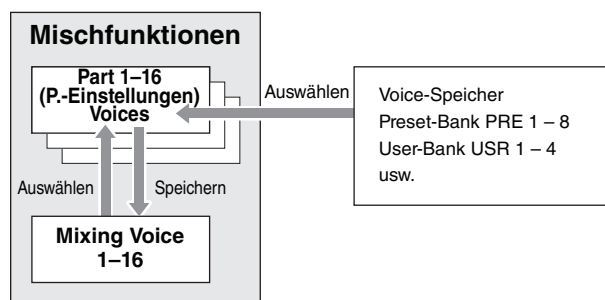 Mischfunktionen
Part 1–16
(P.-Einstellungen)
Voices
Auswählen
Voice-Speicher
Preset-Bank PRE 1 – 8
User-Bank USR 1 – 4
usw.
Auswählen
Speichern
Mixing Voice
1–16